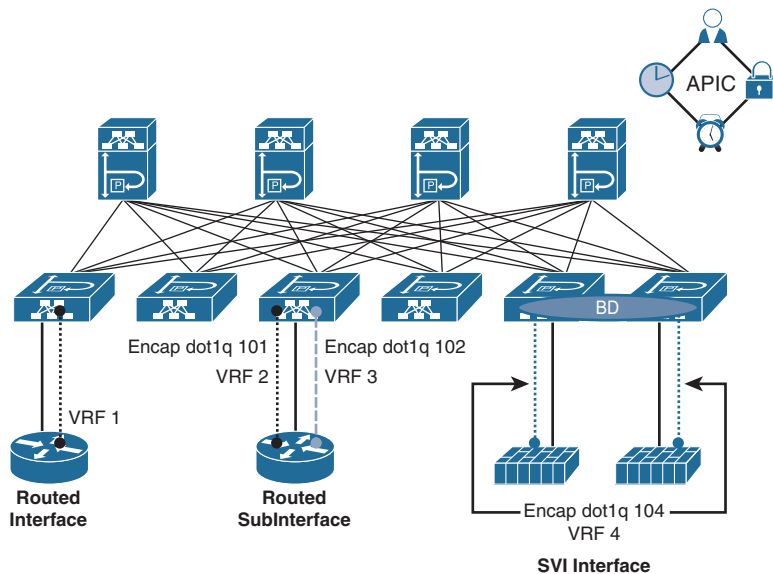 APIC
P
P
P
P
BD
Encap dot1q 101
VRF 2
Encap dot1q 102
VRF 3
VRF 1
Routed
Interface
Routed
SubInterface
Encap dot1q 104
VRF 4
SVI Interface